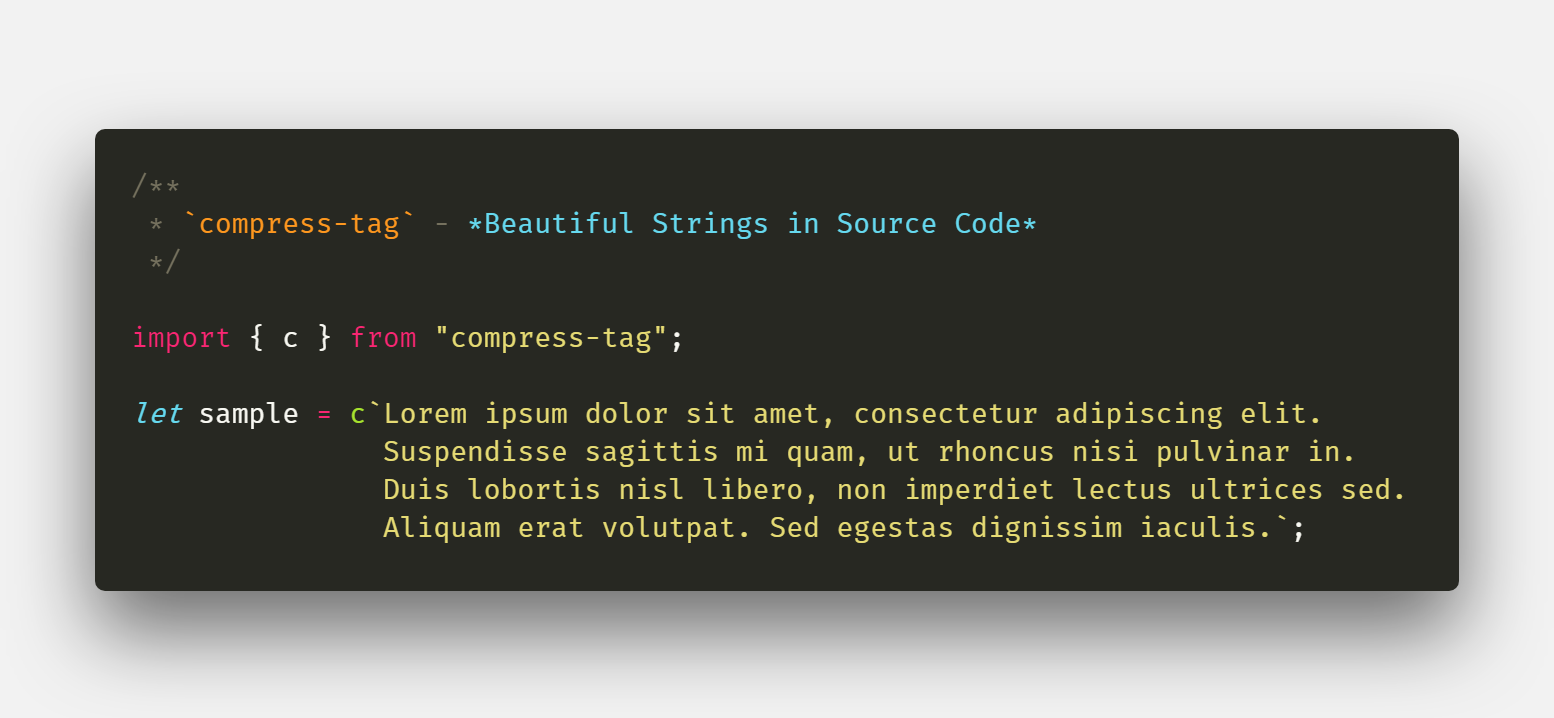 /**
 * `compress-tag` - *Beautiful Strings in Source Code*
 */
import { c } from "compress-tag";
let sample = c`Lorem ipsum dolor sit amet, consectetur adipiscing elit.
               Suspendisse sagittis mi quam, ut rhoncus nisi pulvinar in.
               Duis lobortis nisl libero, non imperdiet lectus ultrices sed.
               Aliquam erat volutpat. Sed egestas dignissim iaculis.`;